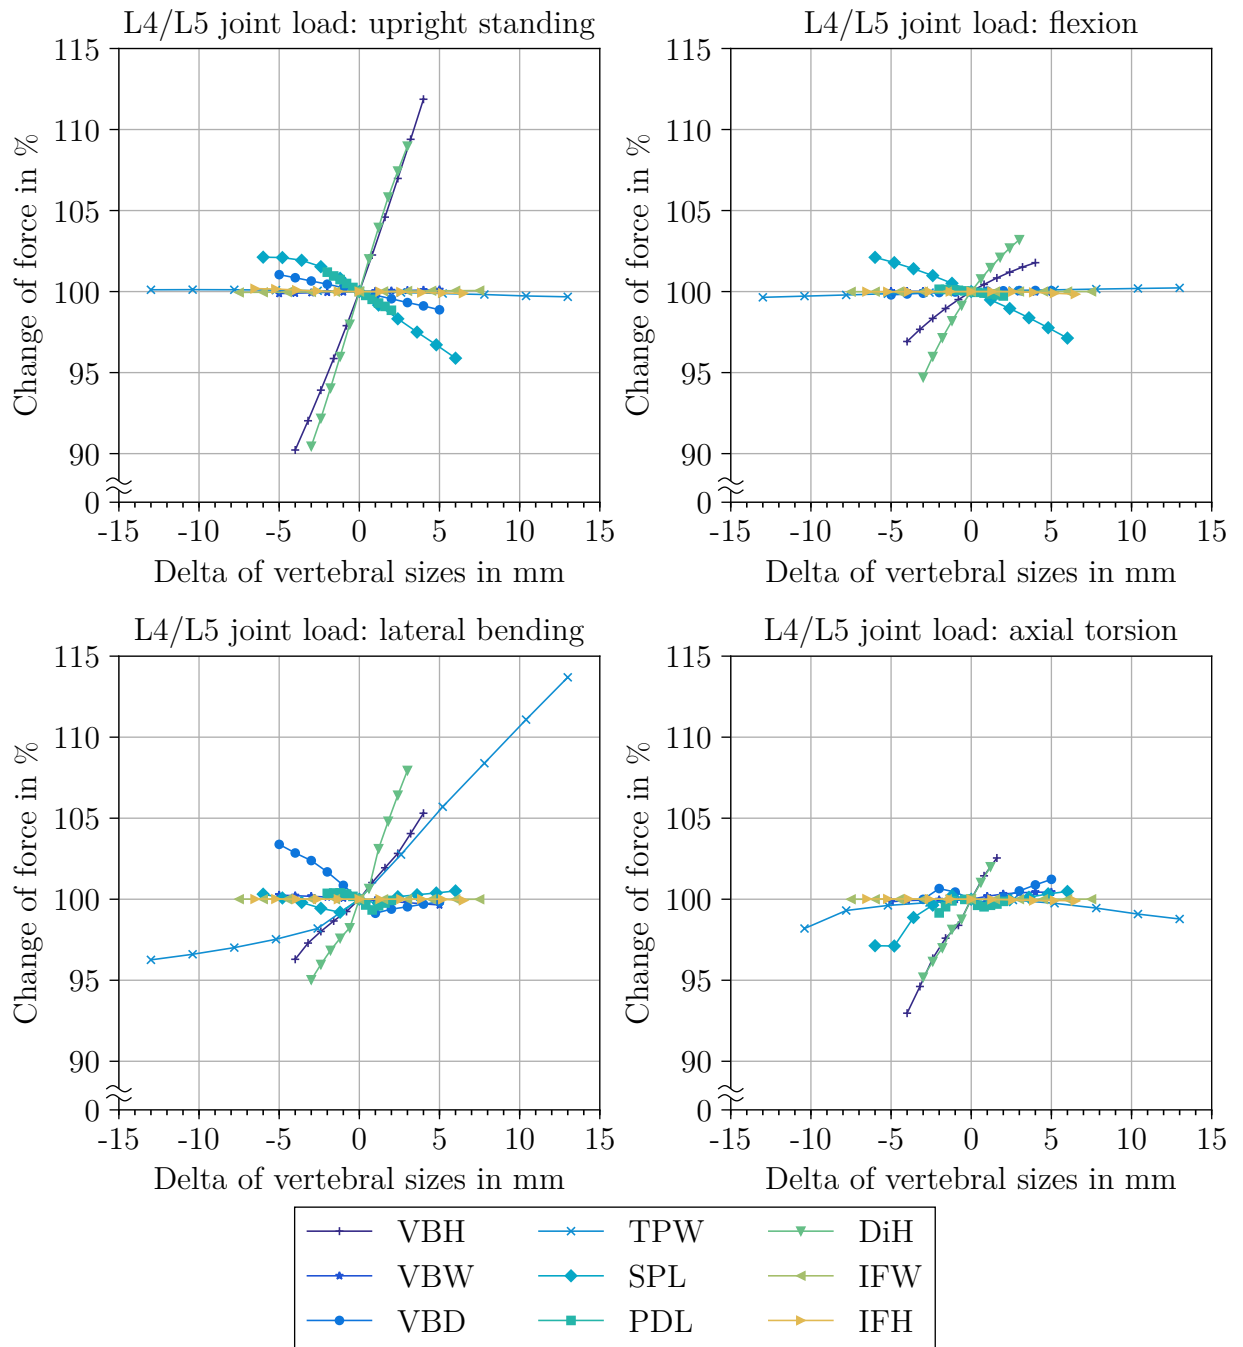 L4/L5 joint load: upright standing
115
110
105
100
95
90
0
-15 -10 -5 0 5 10 15
Change of force in %
Delta of vertebral sizes in mm
L4/L5 joint load: flexion
115
110
105
100
95
90
0
-15 -10 -5 0 5 10 15
Change of force in %
Delta of vertebral sizes in mm
L4/L5 joint load: lateral bending
115
110
105
100
95
90
0
-15 -10 -5 0 5 10 15
Change of force in %
Delta of vertebral sizes in mm
L4/L5 joint load: axial torsion
115
110
105
100
95
90
0
-15 -10 -5 0 5 10 15
Change of force in %
Delta of vertebral sizes in mm
VBH TPW DiH
VBW SPL IFW
VBD PDL IFH